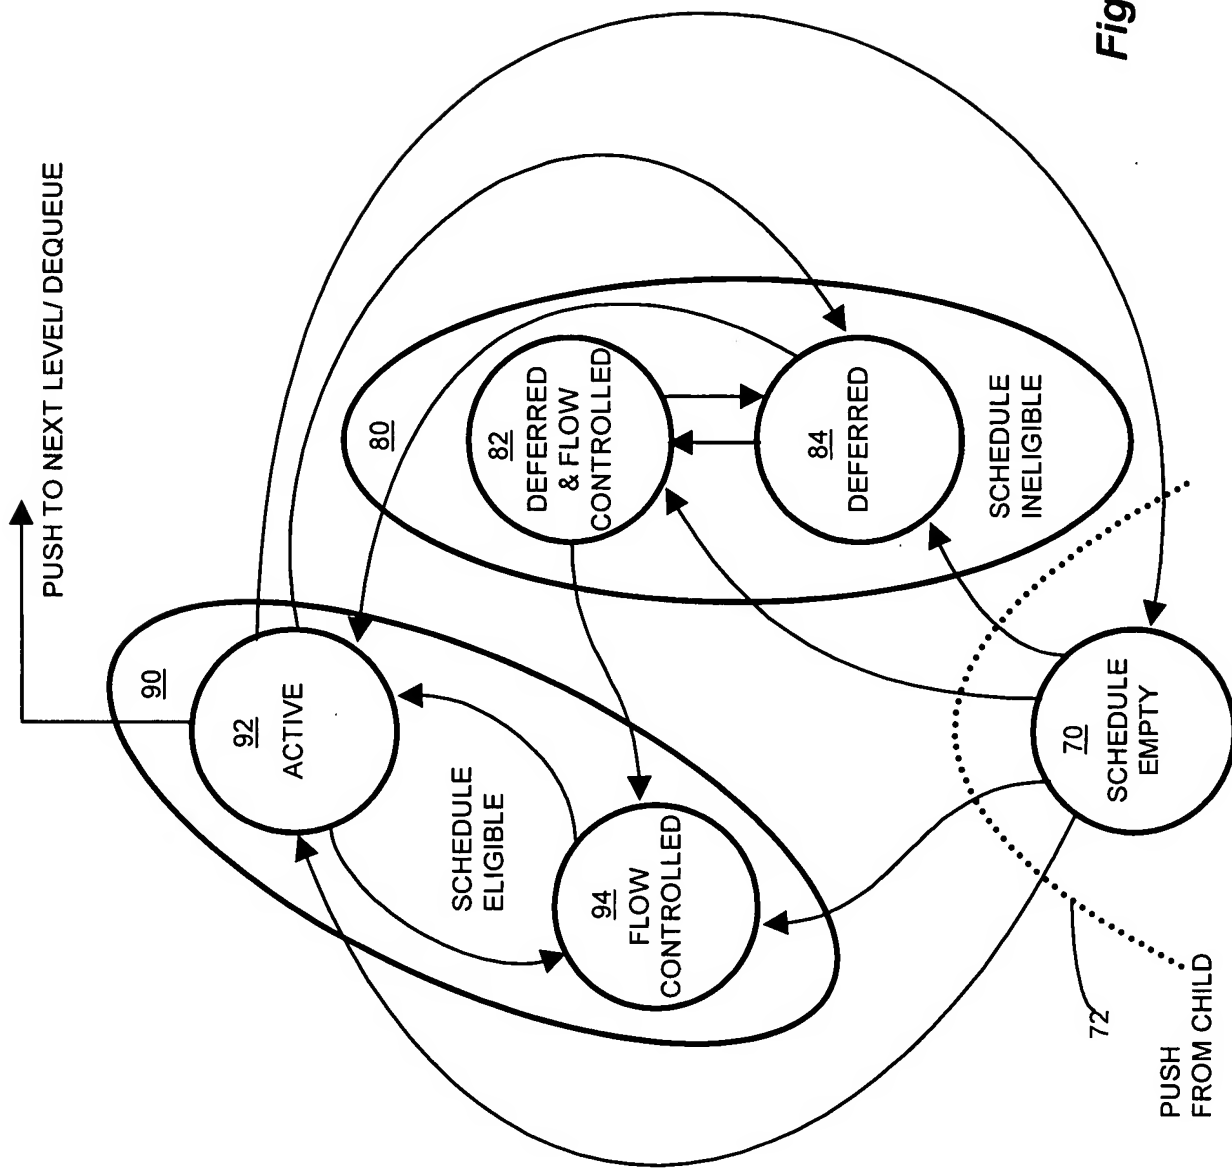 PUSH TO NEXT LEVEL/ DEQUEUE
90
92
ACTIVE
80
SCHEDULE
ELIGIBLE
82
DEFERRED
& FLOW
CONTROLLED
94
FLOW
CONTROLLED
84
DEFERRED
SCHEDULE
INELIGIBLE
70
SCHEDULE
EMPTY
72
PUSH
FROM CHILD
Fig